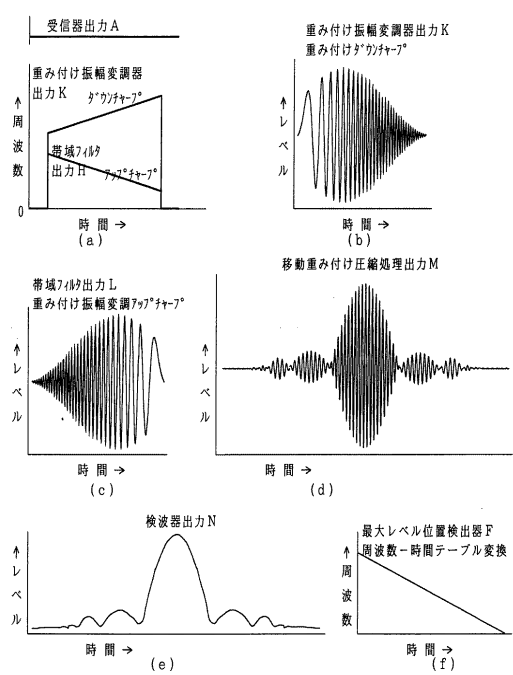 受信器出力A
重み付け振幅変調器
出力K
ダウンチャープ
帯域フィルタ
出力H
アップチャープ
↑周波数
0
時間→
(a)
重み付け振幅変調器出力K
重み付けダウンチャープ
↑レベル
時間→
(b)
帯域フィルタ出力L
重み付け振幅変調アップチャープ
↑レベル
時間→
(c)
移動重み付け圧縮処理出力M
↑レベル
時間→
(d)
検波器出力N
↑レベル
時間→
(e)
最大レベル位置検出器F
周波数-時間テーブル変換
↑周波数
時間→
(f)